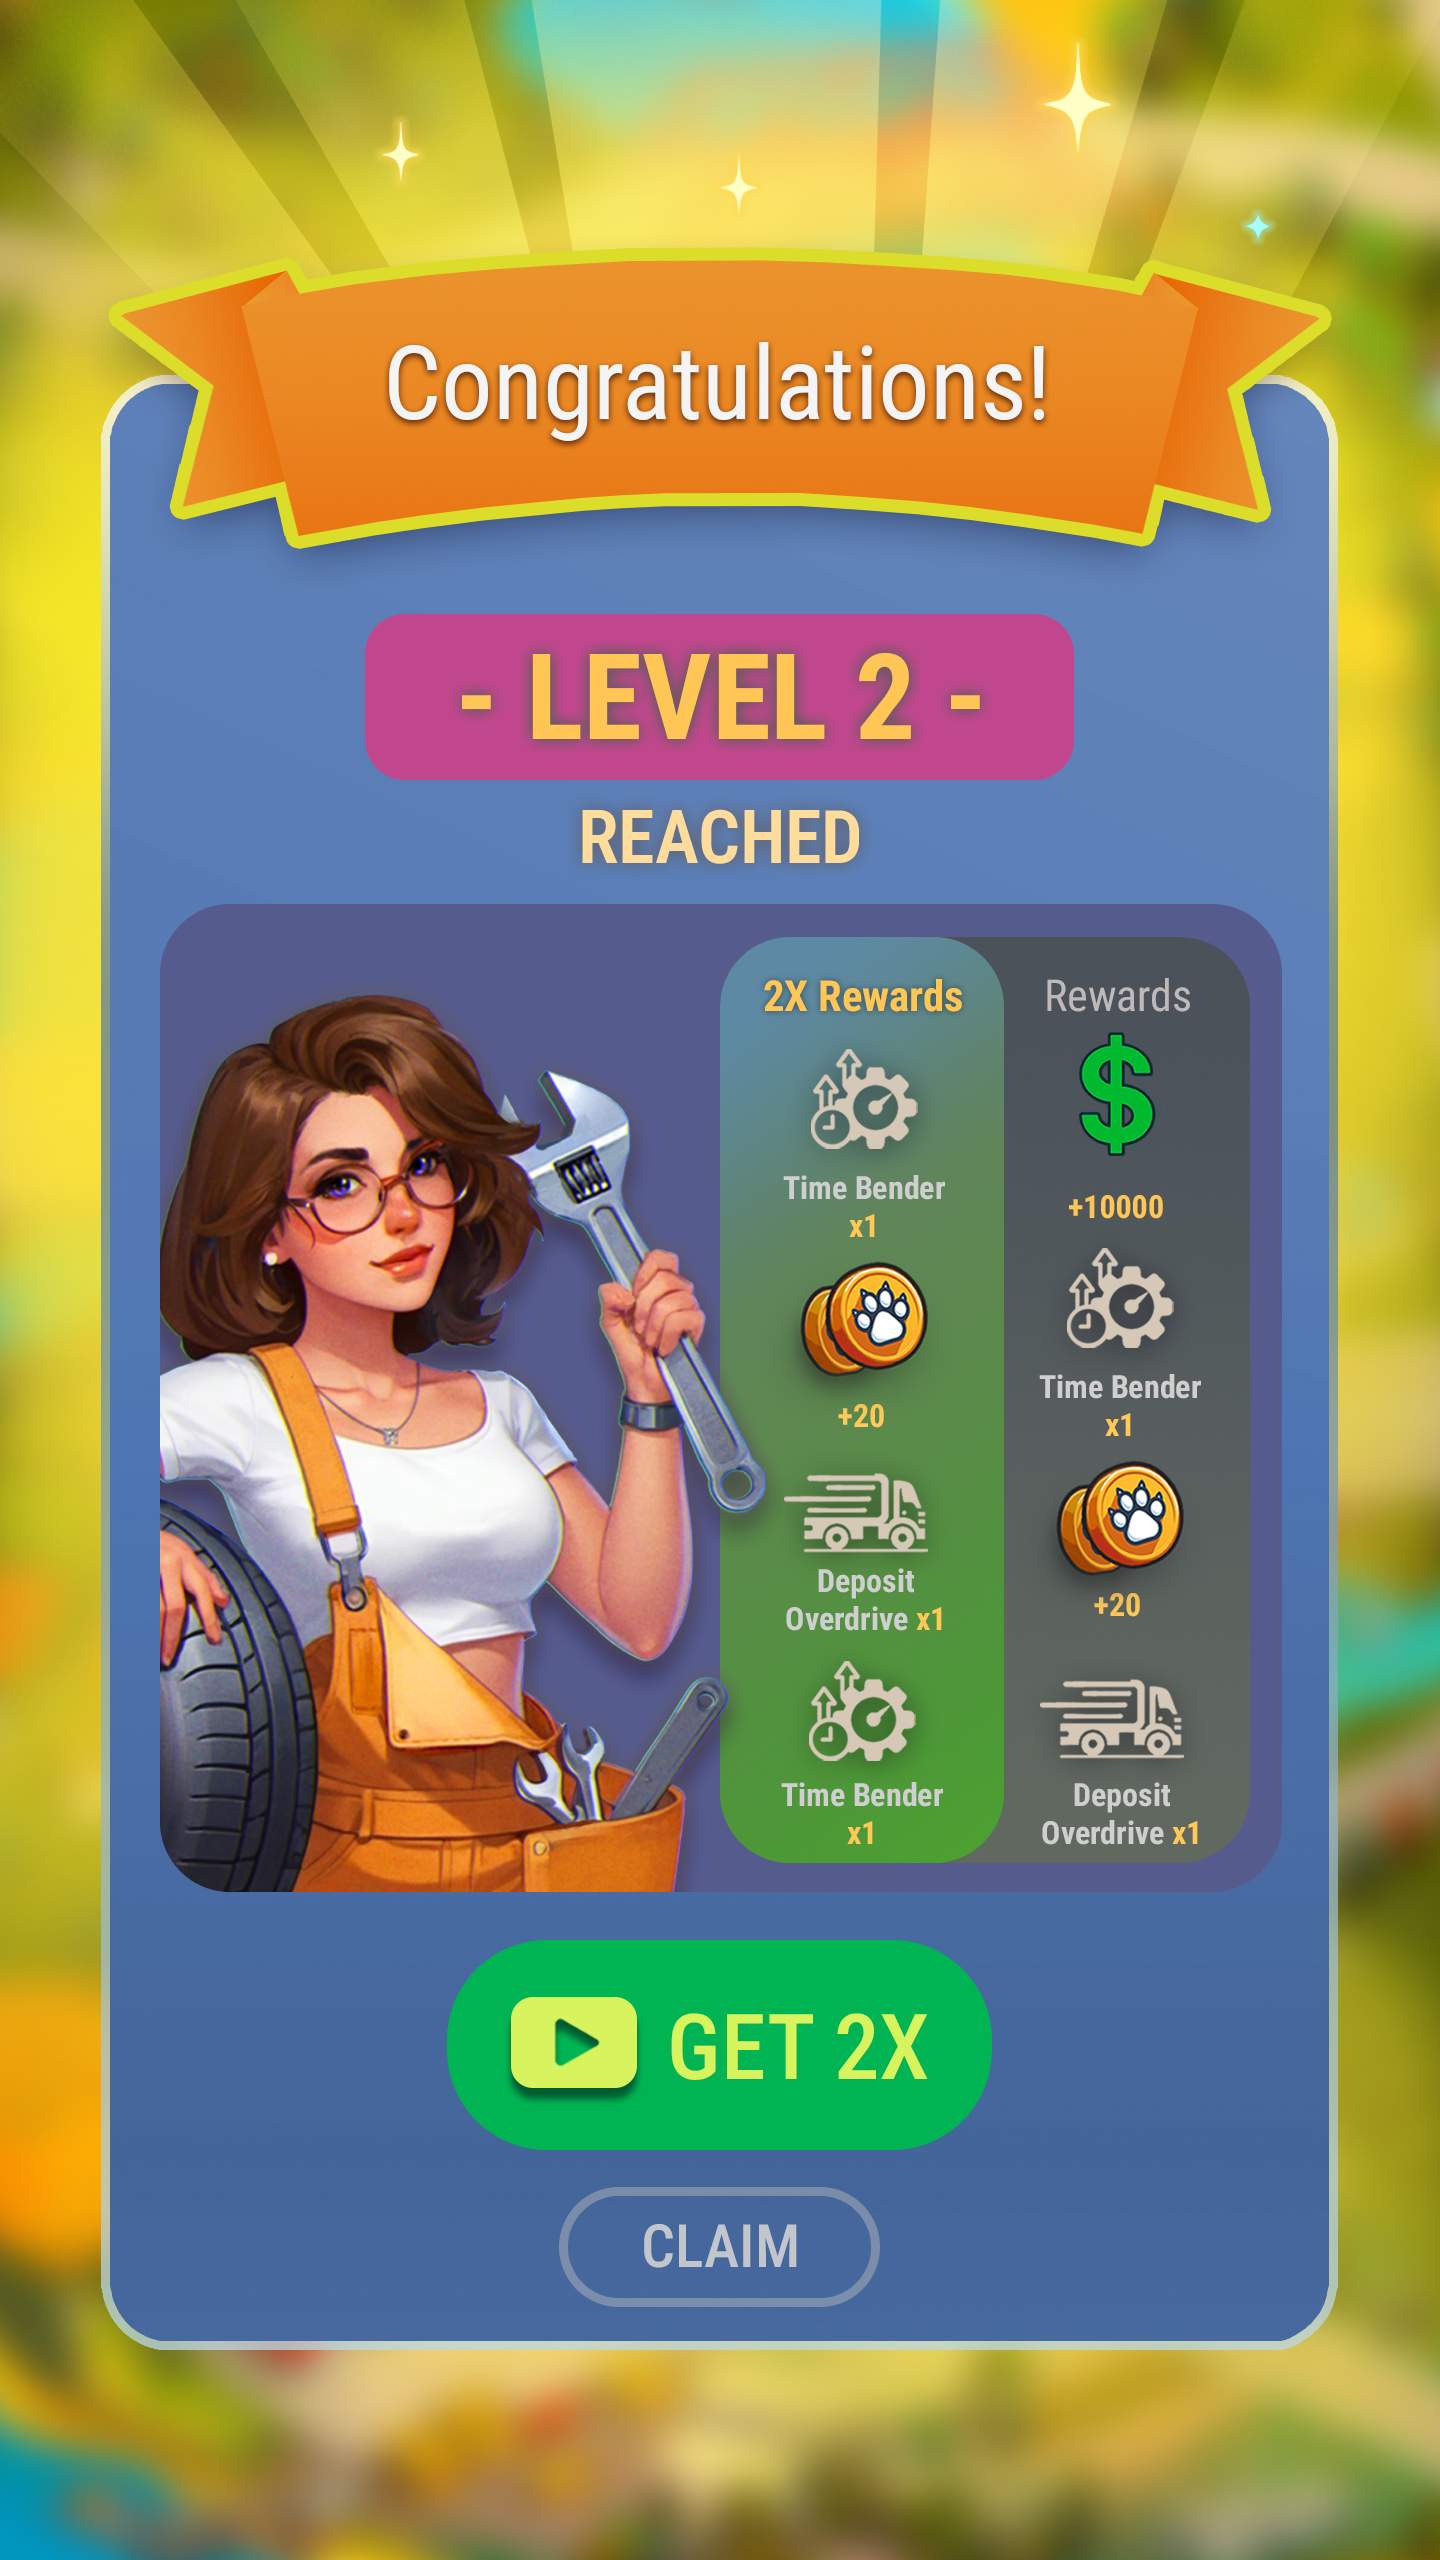 Congratulations!
- LEVEL 2 -
REACHED
2X Rewards
Time Bender
x1
+20
Deposit
Overdrive x1
Time Bender
x1
Rewards
$
+10000
Time Bender
x1
+20
Deposit
Overdrive x1
GET 2X
CLAIM